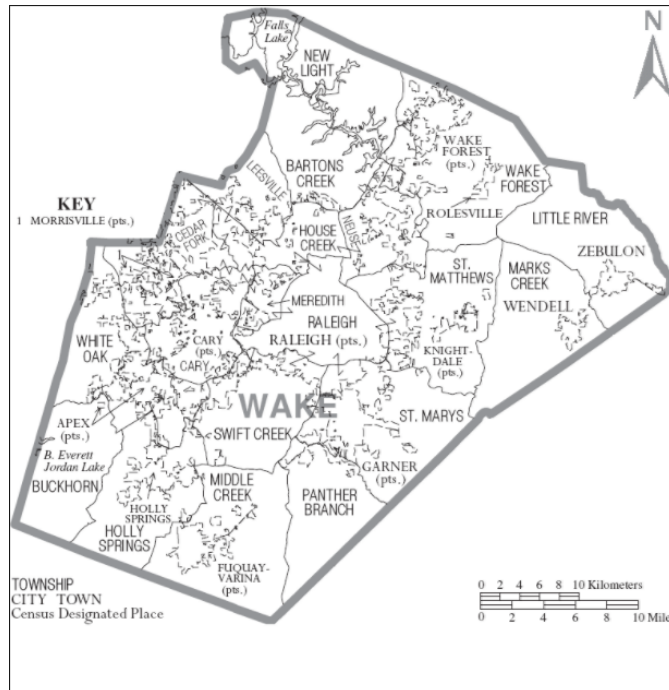 N
Falls
Lake
NEW
LIGHT
WAKE
FOREST
(pts.)
LEESVILLE
BARTONS
CREEK
WAKE
FOREST
KEY
1 MORRISVILLE (pts.)
ROLESVILLE
LITTLE RIVER
CEDAR
FORK
HOUSE
CREEK
NEUSE
1
ZEBULON
ST.
MATTHEWS
MARKS
CREEK
MEREDITH
WENDELL
RALEIGH
RALEIGH (pts.)
WHITE
OAK
CARY
(pts.)
CARY
KNIGHT-
DALE
(pts.)
WAKE
ST. MARYS
APEX
(pts.)
SWIFT CREEK
B. Everett
Jordan Lake
GARNER
(pts.)
BUCKHORN
MIDDLE
CREEK
PANTHER
BRANCH
HOLLY
SPRINGS
HOLLY
SPRINGS
FUQUAY-
VARINA
(pts.)
TOWNSHIP
CITY TOWN
Census Designated Place
0 2 4 6 8 10 Kilometers
0 2 4 6 8 10 Mile